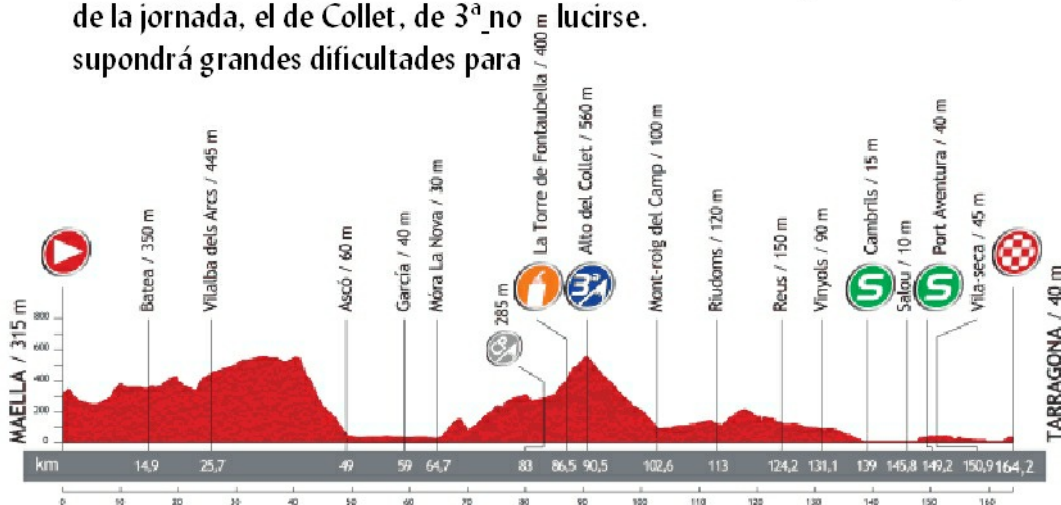 de la jornada, el de Collet, de 3ª_no
supondrá grandes dificultades para
lucirse.
MAELLA / 315 m
800
600
400
200
0
Batea / 350 m
Vilalba dels Arcs / 445 m
Ascó / 60 m
García / 40 m
Móra La Nova / 30 m
285 m
CP
La Torre de Fontaubella / 400 m
Alto del Collet / 560 m
3ª
Mont-roig del Camp / 100 m
Riudoms / 120 m
Reus / 150 m
Vinyols / 90 m
Cambrils / 15 m
S
Salou / 10 m
Port Aventura / 40 m
S
Vila-seca / 45 m
TARRAGONA / 40 m
km 14,9 25,7 49 59 64,7 83 86,5 90,5 102,6 113 124,2 131,1 139 145,8 149,2 150,9 164,2
0 10 20 30 40 50 60 70 80 90 100 110 120 130 140 150 160